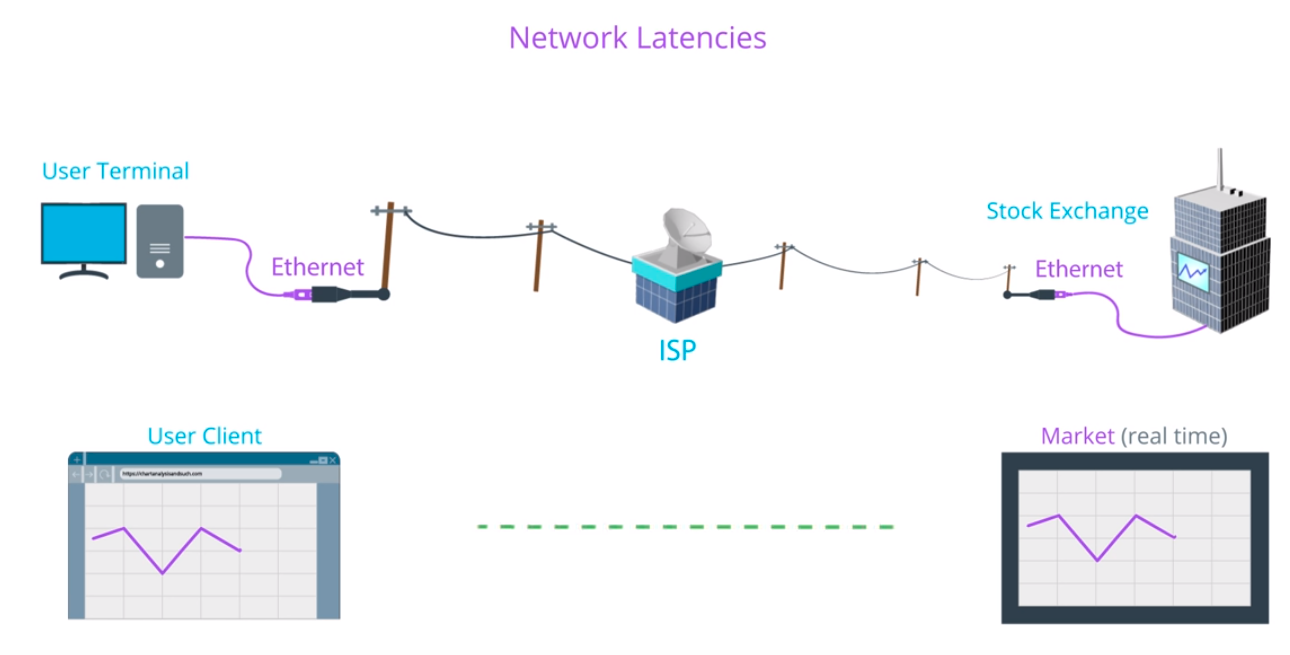 Network Latencies
User Terminal
Stock Exchange
Ethernet
Ethernet
ISP
User Client
Market (real time)
https://chartanalysisandsuch.com